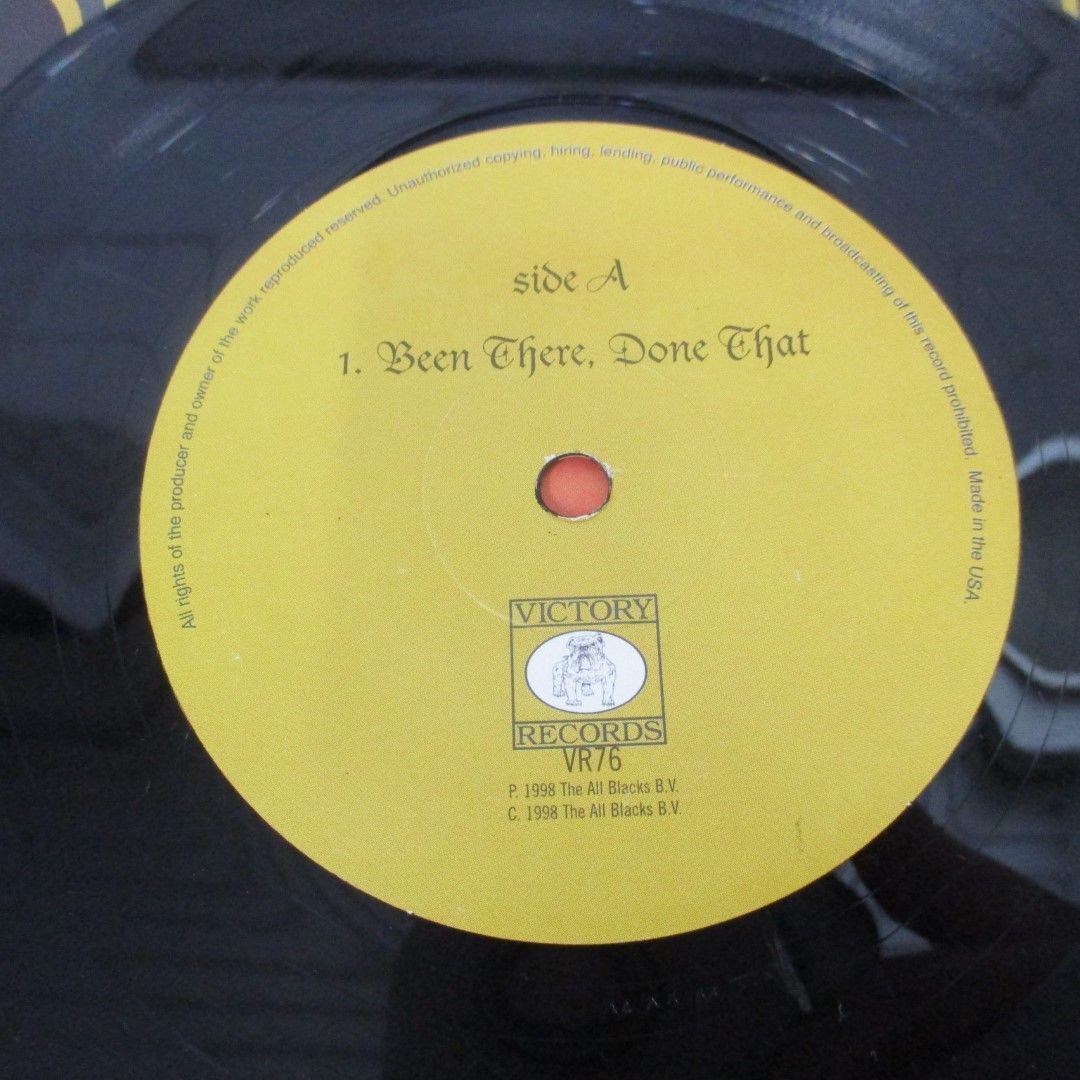 All rights of the producer and owner of the work reproduced reserved. Unauthorized copying, hiring, lending, public performance and broadcasting of this record prohibited. Made in the USA.
side A
1. Been There, Done That
VICTORY
RECORDS
VR76
P. 1998 The All Blacks B.V.
C. 1998 The All Blacks B.V.